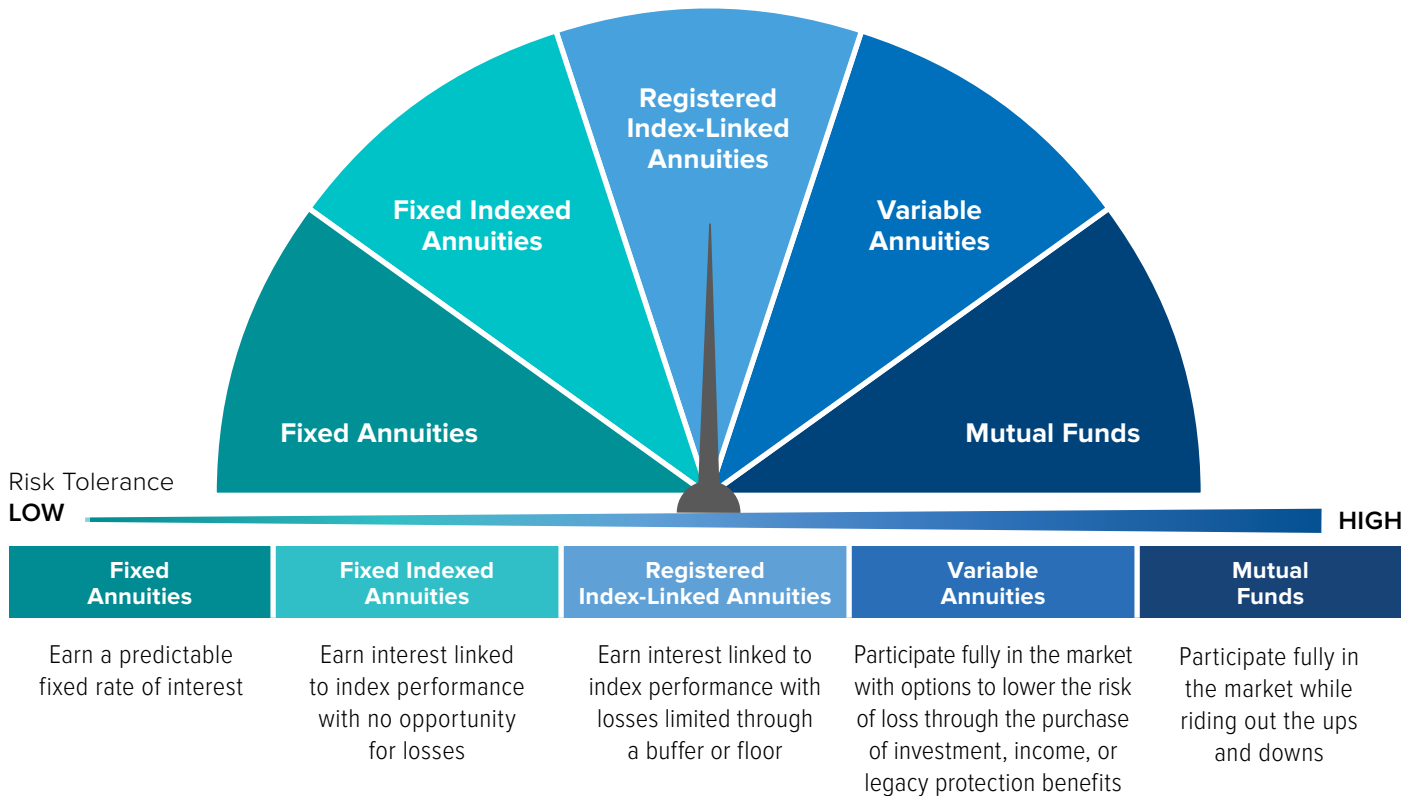 Registered
Index-Linked
Annuities
Fixed Indexed
Annuities
Variable
Annuities
Fixed Annuities
Mutual Funds
Risk Tolerance
LOW
HIGH
Fixed
Annuities
Fixed Indexed
Annuities
Registered
Index-Linked Annuities
Variable
Annuities
Mutual
Funds
Earn a predictable
fixed rate of interest
Earn interest linked
to index performance
with no opportunity
for losses
Earn interest linked to
index performance with
losses limited through
a buffer or floor
Participate fully in the market
with options to lower the risk
of loss through the purchase
of investment, income, or
legacy protection benefits
Participate fully in
the market while
riding out the ups
and downs